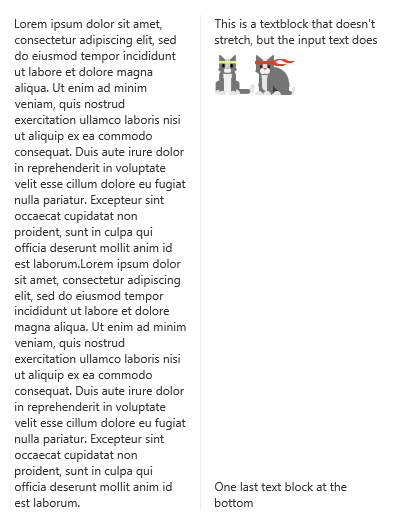 Lorem ipsum dolor sit amet,
consectetur adipiscing elit, sed
do eiusmod tempor incididunt
ut labore et dolore magna
aliqua. Ut enim ad minim
veniam, quis nostrud
exercitation ullamco laboris nisi
ut aliquip ex ea commodo
consequat. Duis aute irure dolor
in reprehenderit in voluptate
velit esse cillum dolore eu fugiat
nulla pariatur. Excepteur sint
occaecat cupidatat non
proident, sunt in culpa qui
officia deserunt mollit anim id
est laborum.Lorem ipsum dolor
sit amet, consectetur adipiscing
elit, sed do eiusmod tempor
incididunt ut labore et dolore
magna aliqua. Ut enim ad minim
veniam, quis nostrud
exercitation ullamco laboris nisi
ut aliquip ex ea commodo
consequat. Duis aute irure dolor
in reprehenderit in voluptate
velit esse cillum dolore eu fugiat
nulla pariatur. Excepteur sint
occaecat cupidatat non
proident, sunt in culpa qui
officia deserunt mollit anim id
est laborum.
This is a textblock that doesn't
stretch, but the input text does
One last text block at the
bottom